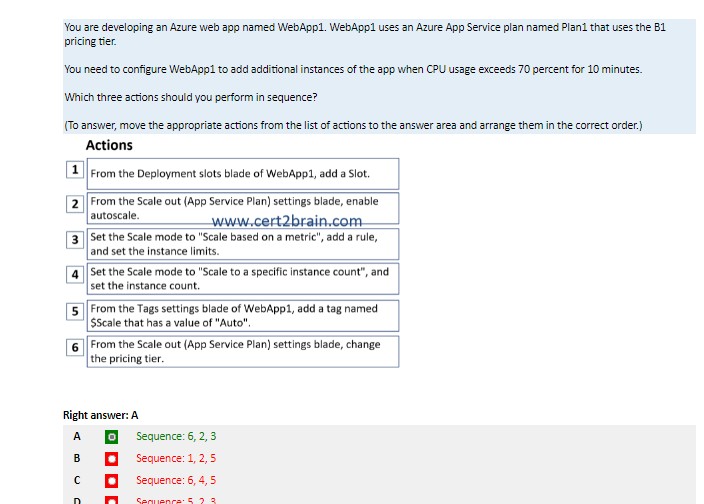 You are developing an Azure web app named WebApp1. WebApp1 uses an Azure App Service plan named Plan1 that uses the B1
pricing tier.
You need to configure WebApp1 to add additional instances of the app when CPU usage exceeds 70 percent for 10 minutes.
Which three actions should you perform in sequence?
(To answer, move the appropriate actions from the list of actions to the answer area and arrange them in the correct order.)
Actions
1 From the Deployment slots blade of WebApp1, add a Slot.
2 From the Scale out (App Service Plan) settings blade, enable
autoscale.
www.cert2brain.com
3 Set the Scale mode to "Scale based on a metric", add a rule,
and set the instance limits.
4 Set the Scale mode to "Scale to a specific instance count", and
set the instance count.
5 From the Tags settings blade of WebApp1, add a tag named
$Scale that has a value of "Auto".
6 From the Scale out (App Service Plan) settings blade, change
the pricing tier.
Right answer: A
A Sequence: 6, 2, 3
B Sequence: 1, 2, 5
C Sequence: 6, 4, 5
D Sequence: 5, 2, 3